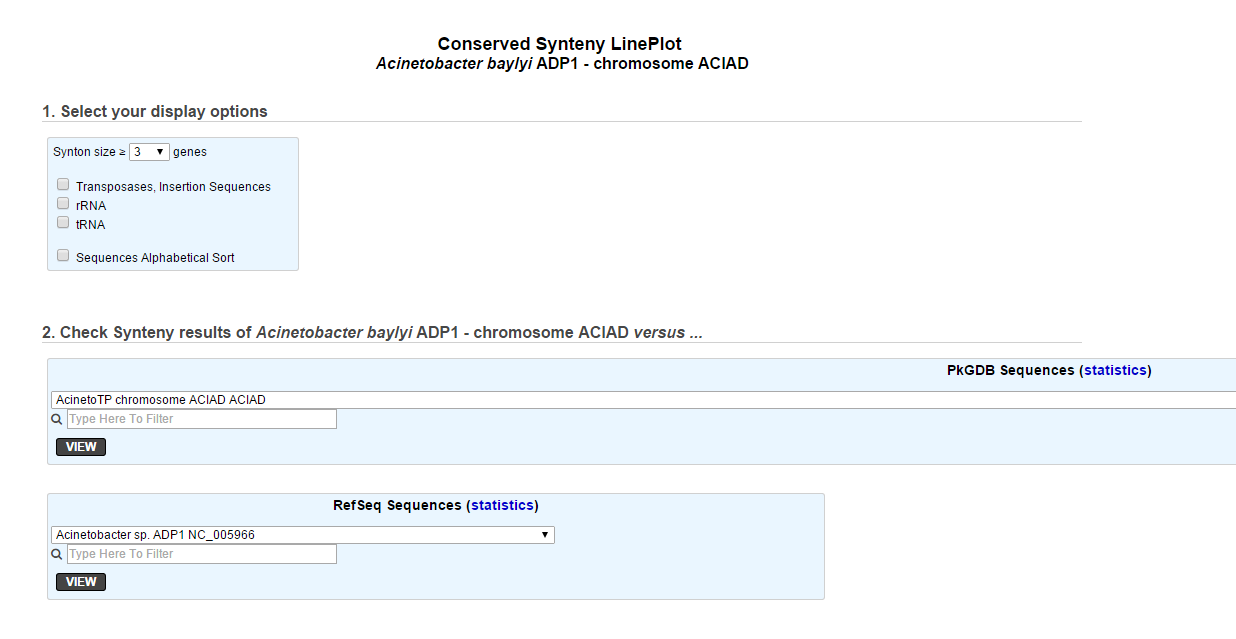 Conserved Synteny LinePlot
Acinetobacter baylyi ADP1 - chromosome ACIAD
1. Select your display options
Synton size ≥ 3 genes
Transposases, Insertion Sequences
rRNA
tRNA
Sequences Alphabetical Sort
2. Check Synteny results of Acinetobacter baylyi ADP1 - chromosome ACIAD versus ...
PkGDB Sequences (statistics)
AcinetoTP chromosome ACIAD ACIAD
Type Here To Filter
VIEW
RefSeq Sequences (statistics)
Acinetobacter sp. ADP1 NC_005966
Type Here To Filter
VIEW